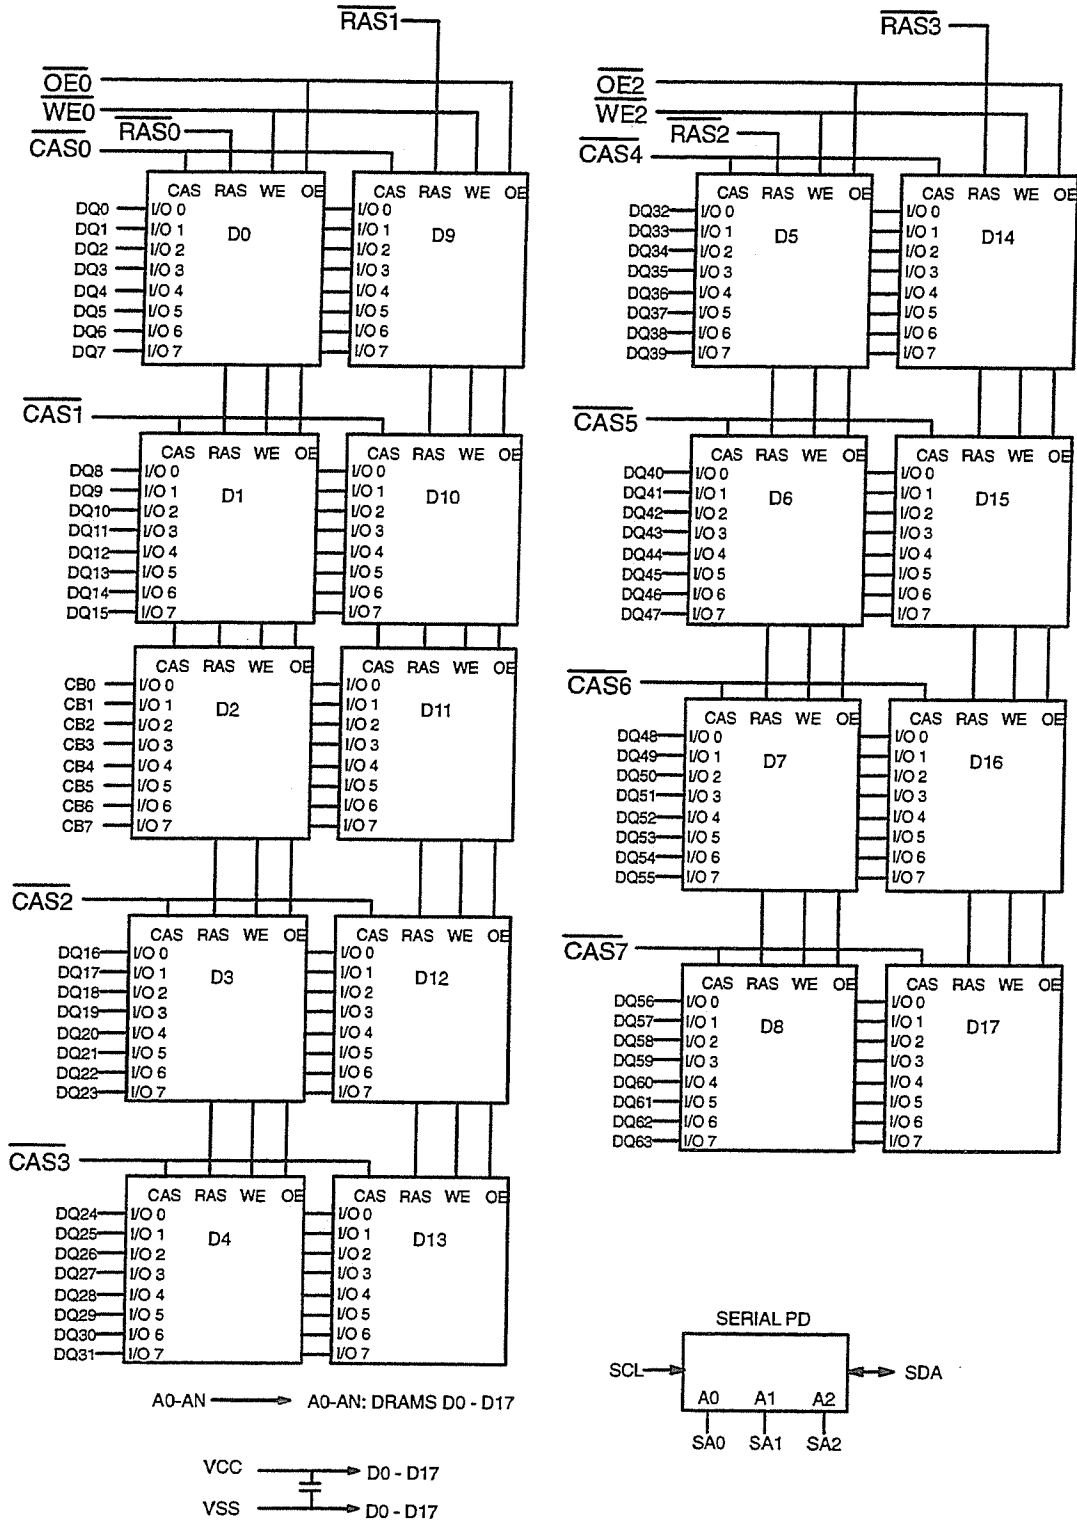 RAS1
OE0
WE0
RAS0
CAS0
CAS RAS WE OE CAS RAS WE OE
DQ0 I/O 0 I/O 0
DQ1 I/O 1 D0 I/O 1 D9
DQ2 I/O 2 I/O 2
DQ3 I/O 3 I/O 3
DQ4 I/O 4 I/O 4
DQ5 I/O 5 I/O 5
DQ6 I/O 6 I/O 6
DQ7 I/O 7 I/O 7
CAS1
CAS RAS WE OE CAS RAS WE OE
DQ8 I/O 0 I/O 0
DQ9 I/O 1 D1 I/O 1 D10
DQ10 I/O 2 I/O 2
DQ11 I/O 3 I/O 3
DQ12 I/O 4 I/O 4
DQ13 I/O 5 I/O 5
DQ14 I/O 6 I/O 6
DQ15 I/O 7 I/O 7
CAS RAS WE OE CAS RAS WE OE
CB0 I/O 0 I/O 0
CB1 I/O 1 D2 I/O 1 D11
CB2 I/O 2 I/O 2
CB3 I/O 3 I/O 3
CB4 I/O 4 I/O 4
CB5 I/O 5 I/O 5
CB6 I/O 6 I/O 6
CB7 I/O 7 I/O 7
CAS2
CAS RAS WE OE CAS RAS WE OE
DQ16 I/O 0 I/O 0
DQ17 I/O 1 D3 I/O 1 D12
DQ18 I/O 2 I/O 2
DQ19 I/O 3 I/O 3
DQ20 I/O 4 I/O 4
DQ21 I/O 5 I/O 5
DQ22 I/O 6 I/O 6
DQ23 I/O 7 I/O 7
CAS3
CAS RAS WE OE CAS RAS WE OE
DQ24 I/O 0 I/O 0
DQ25 I/O 1 D4 I/O 1 D13
DQ26 I/O 2 I/O 2
DQ27 I/O 3 I/O 3
DQ28 I/O 4 I/O 4
DQ29 I/O 5 I/O 5
DQ30 I/O 6 I/O 6
DQ31 I/O 7 I/O 7
A0-AN A0-AN: DRAMS D0 - D17
VCC D0 - D17
VSS D0 - D17
RAS3
OE2
WE2
RAS2
CAS4
CAS RAS WE OE CAS RAS WE OE
DQ32 I/O 0 I/O 0
DQ33 I/O 1 D5 I/O 1 D14
DQ34 I/O 2 I/O 2
DQ35 I/O 3 I/O 3
DQ36 I/O 4 I/O 4
DQ37 I/O 5 I/O 5
DQ38 I/O 6 I/O 6
DQ39 I/O 7 I/O 7
CAS5
CAS RAS WE OE CAS RAS WE OE
DQ40 I/O 0 I/O 0
DQ41 I/O 1 D6 I/O 1 D15
DQ42 I/O 2 I/O 2
DQ43 I/O 3 I/O 3
DQ44 I/O 4 I/O 4
DQ45 I/O 5 I/O 5
DQ46 I/O 6 I/O 6
DQ47 I/O 7 I/O 7
CAS6
CAS RAS WE OE CAS RAS WE OE
DQ48 I/O 0 I/O 0
DQ49 I/O 1 D7 I/O 1 D16
DQ50 I/O 2 I/O 2
DQ51 I/O 3 I/O 3
DQ52 I/O 4 I/O 4
DQ53 I/O 5 I/O 5
DQ54 I/O 6 I/O 6
DQ55 I/O 7 I/O 7
CAS7
CAS RAS WE OE CAS RAS WE OE
DQ56 I/O 0 I/O 0
DQ57 I/O 1 D8 I/O 1 D17
DQ58 I/O 2 I/O 2
DQ59 I/O 3 I/O 3
DQ60 I/O 4 I/O 4
DQ61 I/O 5 I/O 5
DQ62 I/O 6 I/O 6
DQ63 I/O 7 I/O 7
SERIAL PD
SCL SDA
A0 A1 A2
SA0 SA1 SA2